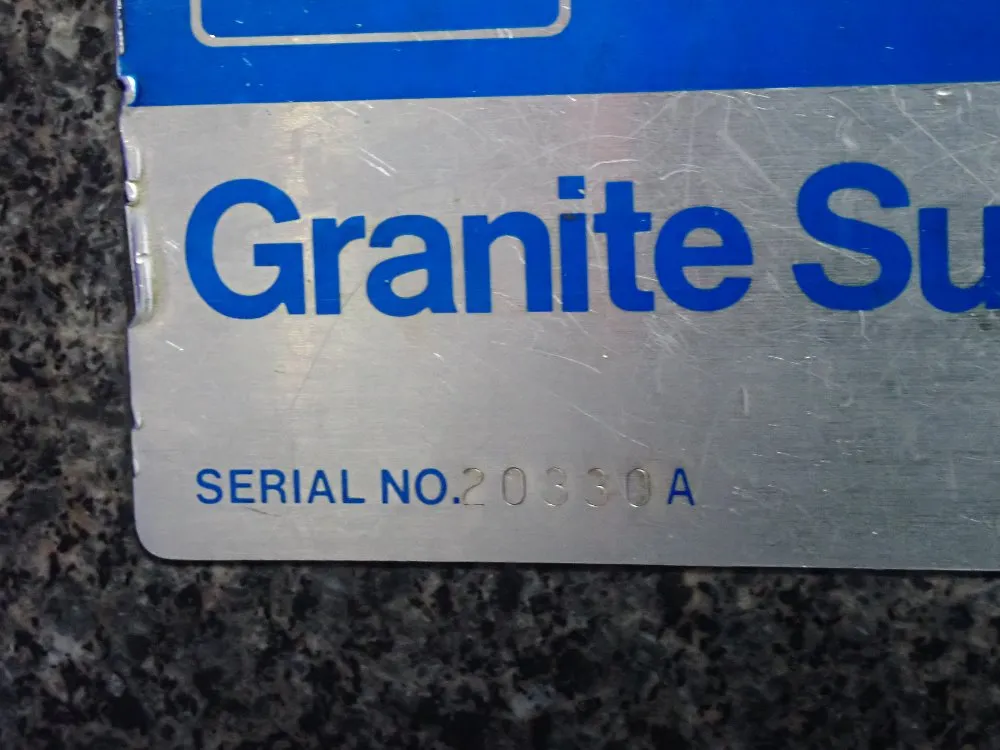 Granite Su
SERIAL NO.20330A